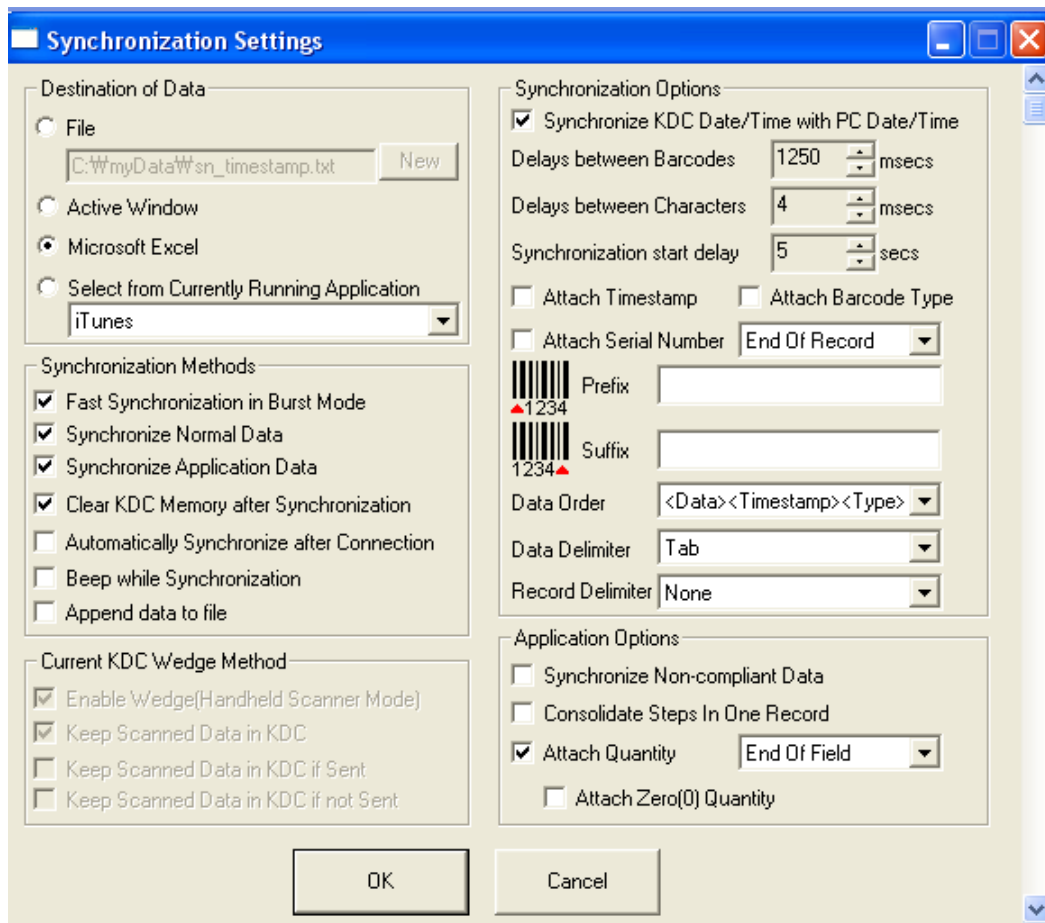 Synchronization Settings
Destination of Data
File
C:₩myData₩sn_timestamp.txt
New
Active Window
Microsoft Excel
Select from Currently Running Application
iTunes
Synchronization Methods
Fast Synchronization in Burst Mode
Synchronize Normal Data
Synchronize Application Data
Clear KDC Memory after Synchronization
Automatically Synchronize after Connection
Beep while Synchronization
Append data to file
Current KDC Wedge Method
Enable Wedge(Handheld Scanner Mode)
Keep Scanned Data in KDC
Keep Scanned Data in KDC if Sent
Keep Scanned Data in KDC if not Sent
Synchronization Options
Synchronize KDC Date/Time with PC Date/Time
Delays between Barcodes 1250 msecs
Delays between Characters 4 msecs
Synchronization start delay 5 secs
Attach Timestamp Attach Barcode Type
Attach Serial Number End Of Record
1234 Prefix
1234 Suffix
Data Order <Data><Timestamp><Type>
Data Delimiter Tab
Record Delimiter None
Application Options
Synchronize Non-compliant Data
Consolidate Steps In One Record
Attach Quantity End Of Field
Attach Zero(0) Quantity
OK Cancel